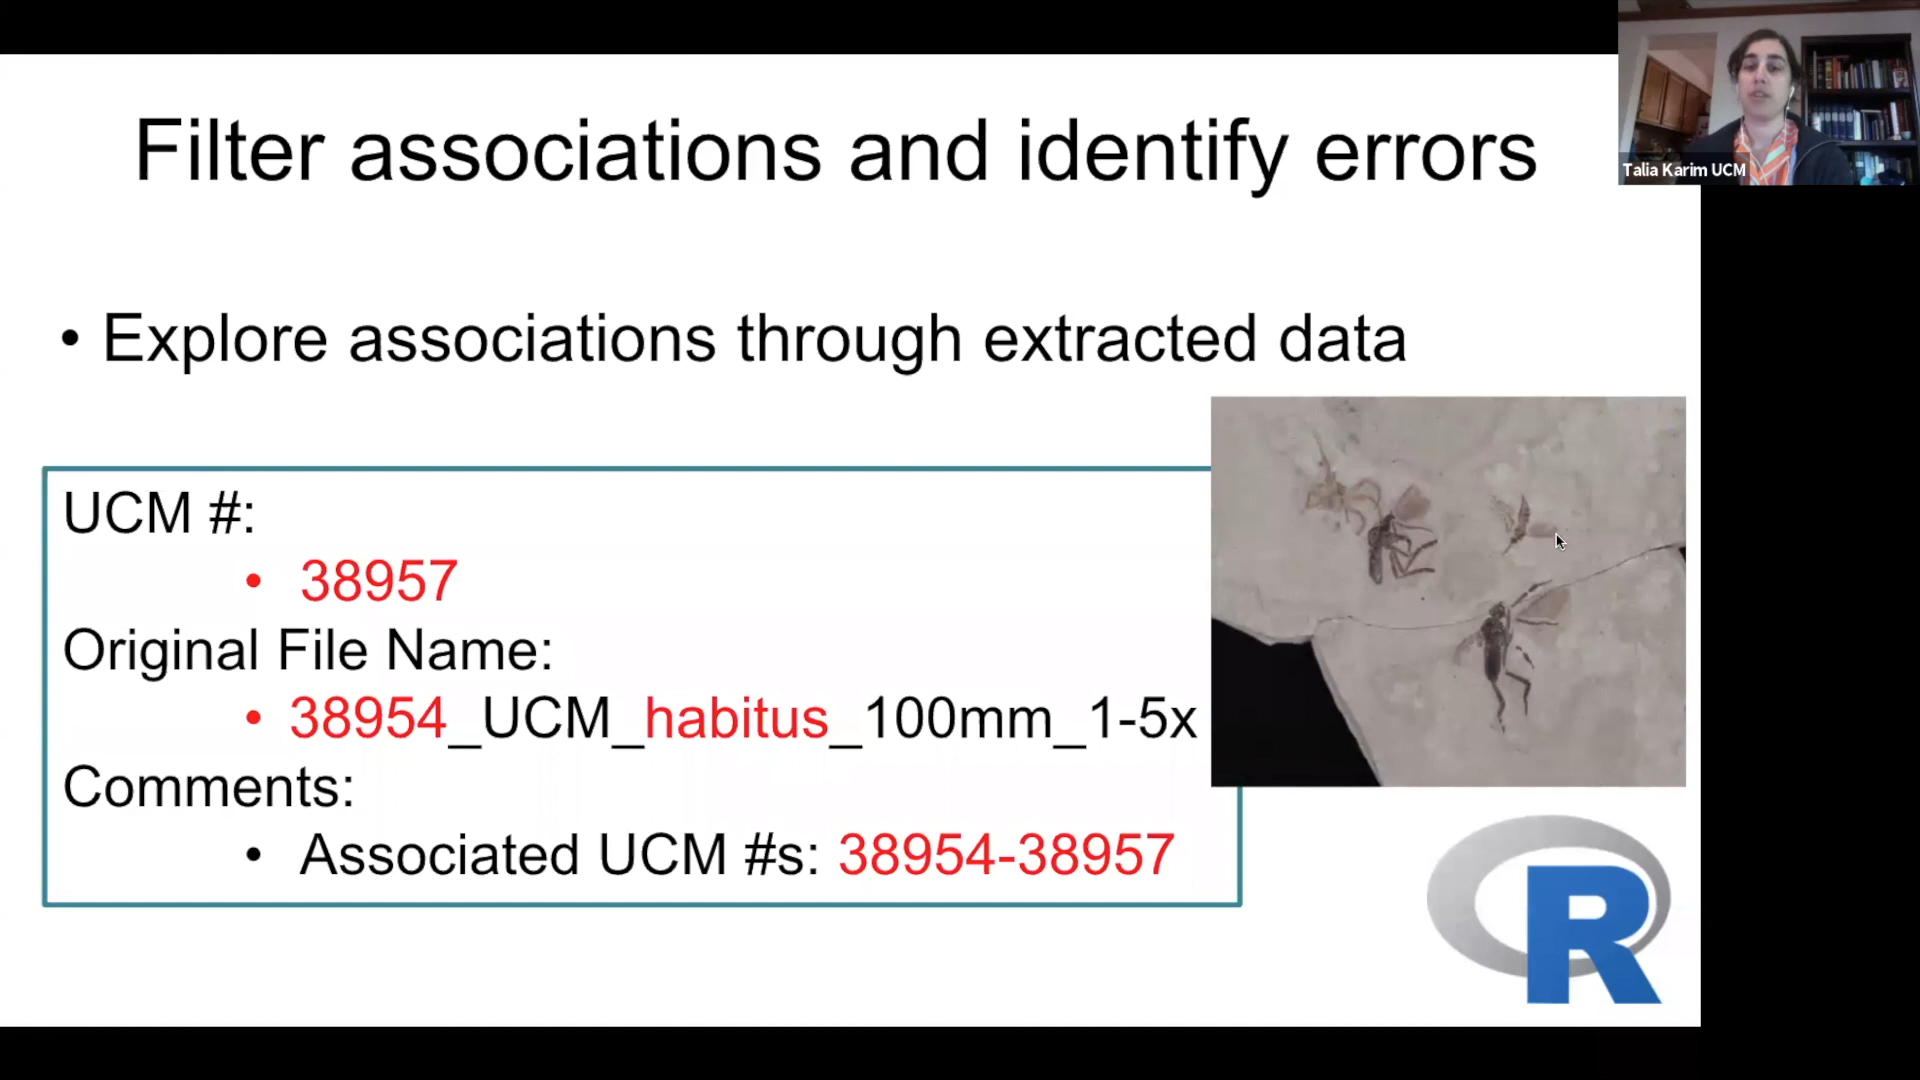 Filter associations and identify errors
Talia Karim UCM
• Explore associations through extracted data
UCM #:
• 38957
Original File Name:
• 38954_UCM_habitus_100mm_1-5x
Comments:
• Associated UCM #s: 38954-38957
R